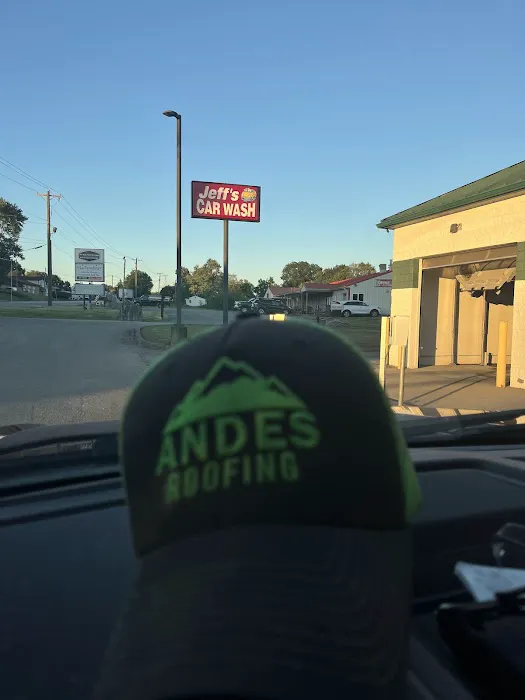 Jeff's
CAR WASH
ANDES
ROOFING